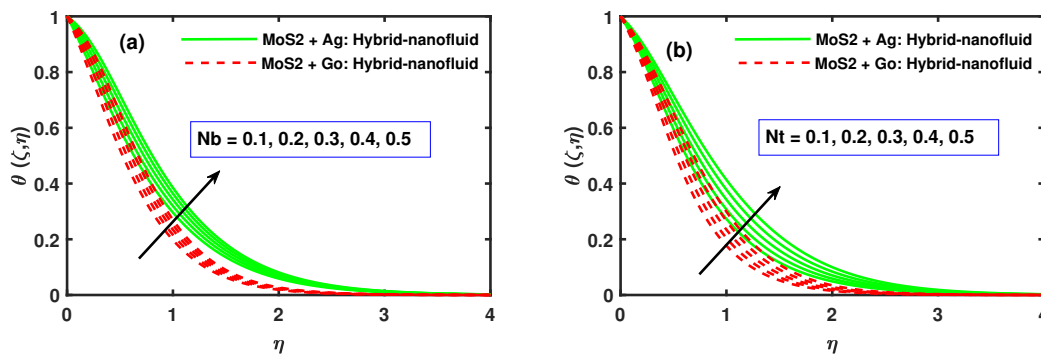 (a)
MoS2 + Ag: Hybrid-nanofluid
MoS2 + Go: Hybrid-nanofluid
Nb = 0.1, 0.2, 0.3, 0.4, 0.5
θ (ζ,η)
1
0.8
0.6
0.4
0.2
0
0 1 2 3 4
η
(b)
MoS2 + Ag: Hybrid-nanofluid
MoS2 + Go: Hybrid-nanofluid
Nt = 0.1, 0.2, 0.3, 0.4, 0.5
θ (ζ,η)
1
0.8
0.6
0.4
0.2
0
0 1 2 3 4
η